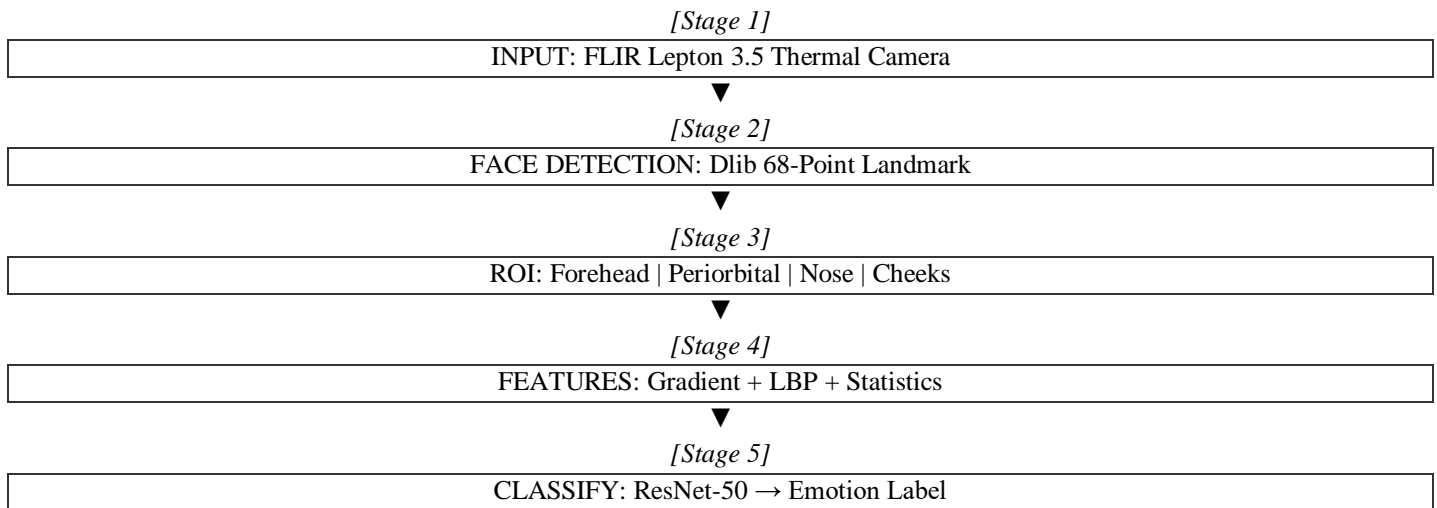 [Stage 1]
INPUT: FLIR Lepton 3.5 Thermal Camera
▼
[Stage 2]
FACE DETECTION: Dlib 68-Point Landmark
▼
[Stage 3]
ROI: Forehead | Periorbital | Nose | Cheeks
▼
[Stage 4]
FEATURES: Gradient + LBP + Statistics
▼
[Stage 5]
CLASSIFY: ResNet-50 → Emotion Label